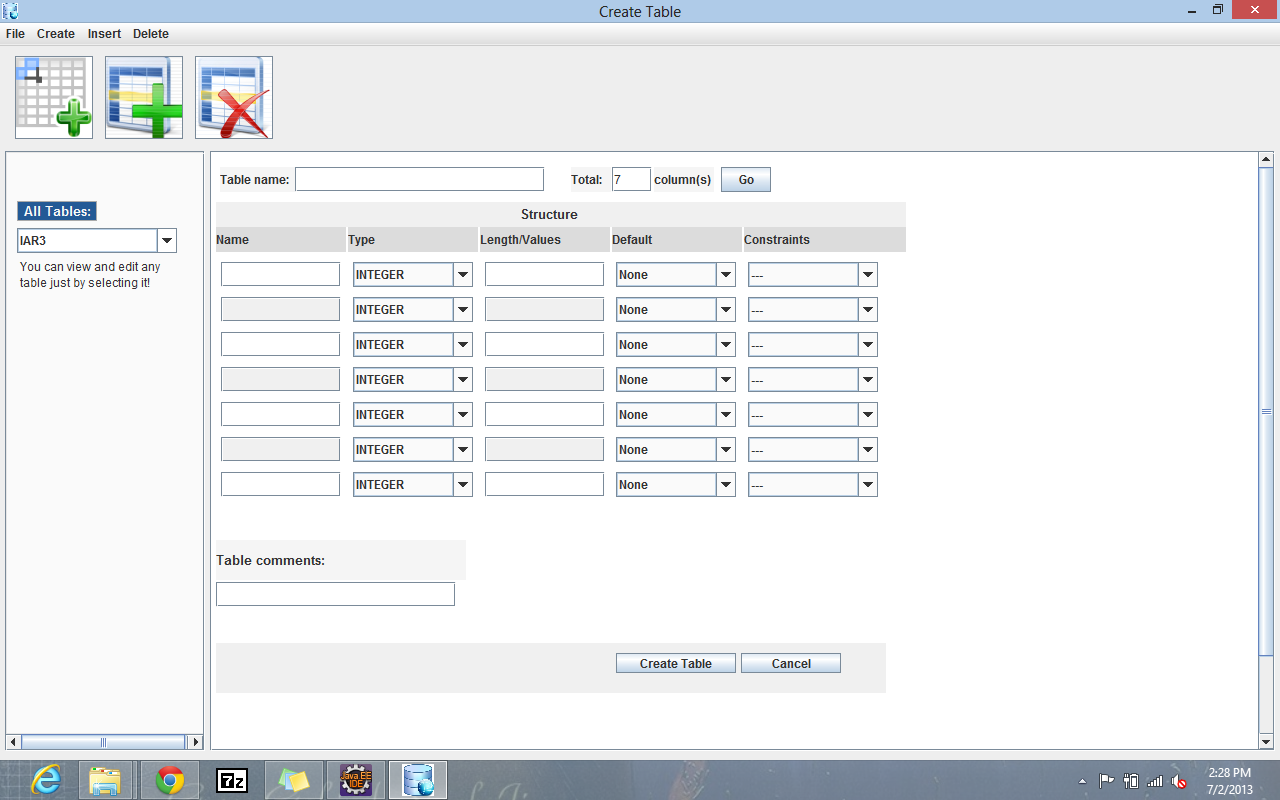 Create Table
File Create Insert Delete
Table name: Total: 7 column(s) Go
All Tables:
IAR3
You can view and edit any
table just by selecting it!
Structure
Name Type Length/Values Default Constraints
INTEGER None ---
INTEGER None ---
INTEGER None ---
INTEGER None ---
INTEGER None ---
INTEGER None ---
INTEGER None ---
Table comments:
Create Table Cancel
7z
Java EE
IDE
2:28 PM
7/2/2013